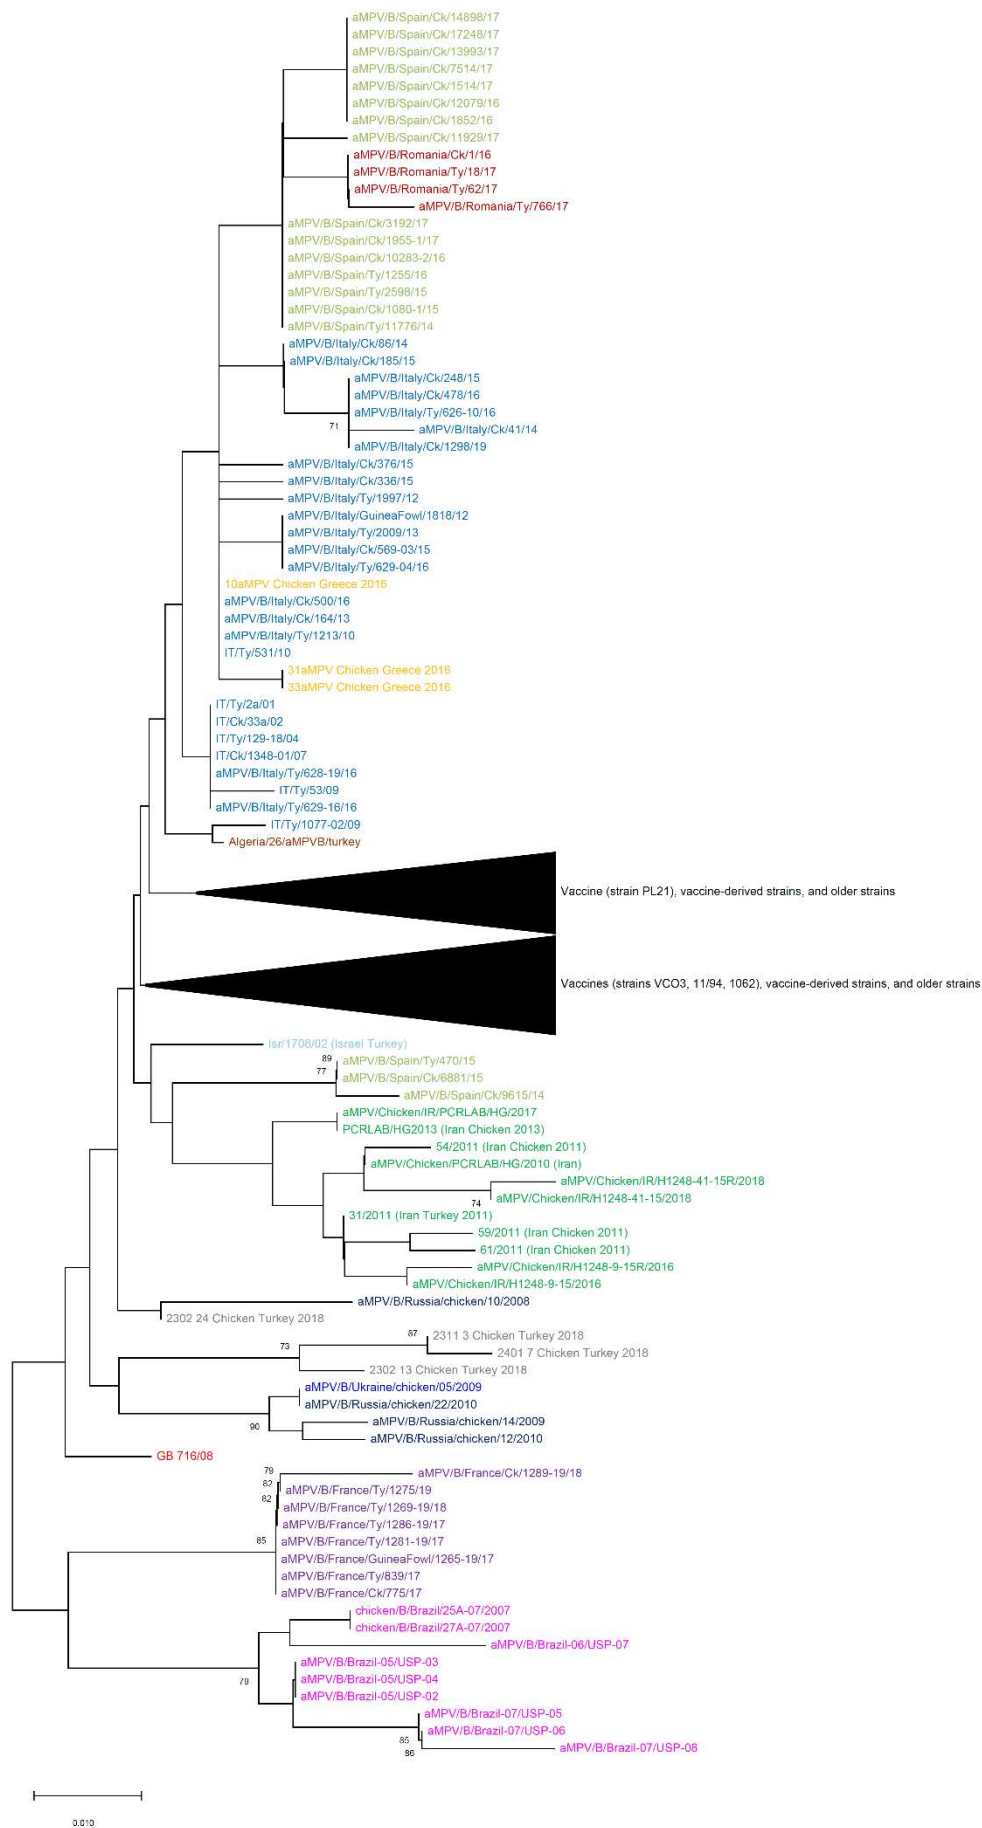 aMPV/B/Spain/Ck/14898/17
aMPV/B/Spain/Ck/17248/17
aMPV/B/Spain/Ck/13993/17
aMPV/B/Spain/Ck/7514/17
aMPV/B/Spain/Ck/1514/17
aMPV/B/Spain/Ck/12079/16
aMPV/B/Spain/Ck/1852/16
aMPV/B/Spain/Ck/11929/17
aMPV/B/Romania/Ck/1/16
aMPV/B/Romania/Ty/18/17
aMPV/B/Romania/Ty/62/17
aMPV/B/Romania/Ty/766/17
aMPV/B/Spain/Ck/3192/17
aMPV/B/Spain/Ck/1955-1/17
aMPV/B/Spain/Ck/10283-2/16
aMPV/B/Spain/Ty/1255/16
aMPV/B/Spain/Ty/2598/15
aMPV/B/Spain/Ck/1080-1/15
aMPV/B/Spain/Ty/11776/14
aMPV/B/Italy/Ck/86/14
aMPV/B/Italy/Ck/185/15
aMPV/B/Italy/Ck/248/15
aMPV/B/Italy/Ck/478/16
aMPV/B/Italy/Ty/626-10/16
71
aMPV/B/Italy/Ck/41/14
aMPV/B/Italy/Ck/1298/19
aMPV/B/Italy/Ck/376/15
aMPV/B/Italy/Ck/336/15
aMPV/B/Italy/Ty/1997/12
aMPV/B/Italy/GuineaFowl/1818/12
aMPV/B/Italy/Ty/2009/13
aMPV/B/Italy/Ck/569-03/15
aMPV/B/Italy/Ty/629-04/16
10aMPV Chicken Greece 2016
aMPV/B/Italy/Ck/500/16
aMPV/B/Italy/Ck/164/13
aMPV/B/Italy/Ty/1213/10
IT/Ty/531/10
31aMPV Chicken Greece 2016
33aMPV Chicken Greece 2016
IT/Ty/2a/01
IT/Ck/33a/02
IT/Ty/129-18/04
IT/Ck/1348-01/07
aMPV/B/Italy/Ty/628-19/16
IT/Ty/53/09
aMPV/B/Italy/Ty/629-16/16
IT/Ty/1077-02/09
Algeria/26/aMPVB/turkey
Vaccine (strain PL21), vaccine-derived strains, and older strains
Vaccines (strains VCO3, 11/94, 1062), vaccine-derived strains, and older strains
Isr/1708/02 (Israel Turkey)
89
aMPV/B/Spain/Ty/470/15
77
aMPV/B/Spain/Ck/6881/15
aMPV/B/Spain/Ck/9615/14
aMPV/Chicken/IR/PCRLAB/HG/2017
PCRLAB/HG2013 (Iran Chicken 2013)
54/2011 (Iran Chicken 2011)
aMPV/Chicken/PCRLAB/HG/2010 (Iran)
aMPV/Chicken/IR/H1248-41-15R/2018
74
aMPV/Chicken/IR/H1248-41-15/2018
31/2011 (Iran Turkey 2011)
59/2011 (Iran Chicken 2011)
61/2011 (Iran Chicken 2011)
aMPV/Chicken/IR/H1248-9-15R/2016
aMPV/Chicken/IR/H1248-9-15/2016
aMPV/B/Russia/chicken/10/2008
2302 24 Chicken Turkey 2018
87
2311 3 Chicken Turkey 2018
73
2401 7 Chicken Turkey 2018
2302 13 Chicken Turkey 2018
aMPV/B/Ukraine/chicken/05/2009
aMPV/B/Russia/chicken/22/2010
90
aMPV/B/Russia/chicken/14/2009
aMPV/B/Russia/chicken/12/2010
GB 716/08
79
aMPV/B/France/Ck/1289-19/18
82
aMPV/B/France/Ty/1275/19
82
aMPV/B/France/Ty/1269-19/18
aMPV/B/France/Ty/1286-19/17
85
aMPV/B/France/Ty/1281-19/17
aMPV/B/France/GuineaFowl/1265-19/17
aMPV/B/France/Ty/839/17
aMPV/B/France/Ck/775/17
chicken/B/Brazil/25A-07/2007
chicken/B/Brazil/27A-07/2007
aMPV/B/Brazil-06/USP-07
aMPV/B/Brazil-05/USP-03
79
aMPV/B/Brazil-05/USP-04
aMPV/B/Brazil-05/USP-02
aMPV/B/Brazil-07/USP-05
aMPV/B/Brazil-07/USP-06
85
86
aMPV/B/Brazil-07/USP-08
0.010